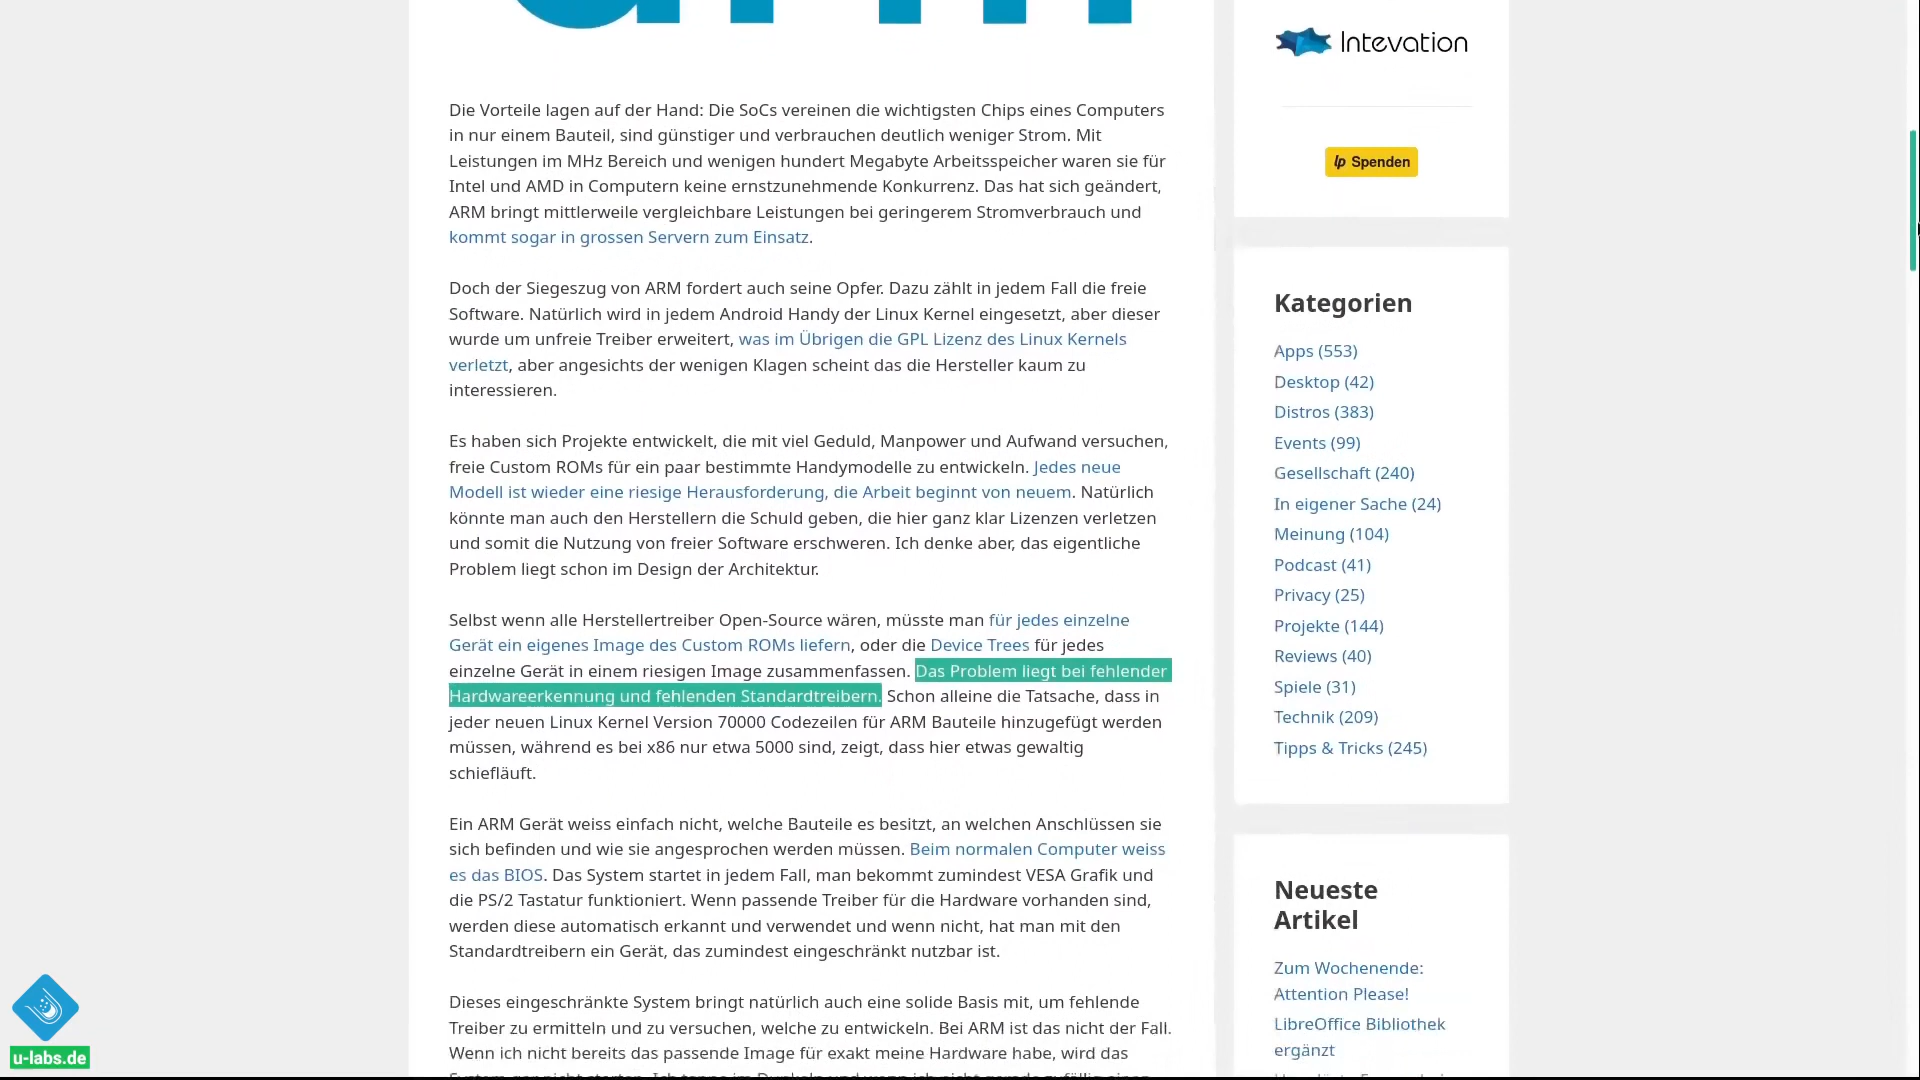 Die Vorteile lagen auf der Hand: Die SoCs vereinen die wichtigsten Chips eines Computers
in nur einem Bauteil, sind günstiger und verbrauchen deutlich weniger Strom. Mit
Leistungen im MHz Bereich und wenigen hundert Megabyte Arbeitsspeicher waren sie für
Intel und AMD in Computern keine ernstzunehmende Konkurrenz. Das hat sich geändert,
ARM bringt mittlerweile vergleichbare Leistungen bei geringerem Stromverbrauch und
kommt sogar in grossen Servern zum Einsatz.
Doch der Siegeszug von ARM fordert auch seine Opfer. Dazu zählt in jedem Fall die freie
Software. Natürlich wird in jedem Android Handy der Linux Kernel eingesetzt, aber dieser
wurde um unfreie Treiber erweitert, was im Übrigen die GPL Lizenz des Linux Kernels
verletzt, aber angesichts der wenigen Klagen scheint das die Hersteller kaum zu
interessieren.
Es haben sich Projekte entwickelt, die mit viel Geduld, Manpower und Aufwand versuchen,
freie Custom ROMs für ein paar bestimmte Handymodelle zu entwickeln. Jedes neue
Modell ist wieder eine riesige Herausforderung, die Arbeit beginnt von neuem. Natürlich
könnte man auch den Herstellern die Schuld geben, die hier ganz klar Lizenzen verletzen
und somit die Nutzung von freier Software erschweren. Ich denke aber, das eigentliche
Problem liegt schon im Design der Architektur.
Selbst wenn alle Herstellertreiber Open-Source wären, müsste man für jedes einzelne
Gerät ein eigenes Image des Custom ROMs liefern, oder die Device Trees für jedes
einzelne Gerät in einem riesigen Image zusammenfassen. Das Problem liegt bei fehlender
Hardwareerkennung und fehlenden Standardtreibern. Schon alleine die Tatsache, dass in
jeder neuen Linux Kernel Version 70000 Codezeilen für ARM Bauteile hinzugefügt werden
müssen, während es bei x86 nur etwa 5000 sind, zeigt, dass hier etwas gewaltig
schiefläuft.
Ein ARM Gerät weiss einfach nicht, welche Bauteile es besitzt, an welchen Anschlüssen sie
sich befinden und wie sie angesprochen werden müssen. Beim normalen Computer weiss
es das BIOS. Das System startet in jedem Fall, man bekommt zumindest VESA Grafik und
die PS/2 Tastatur funktioniert. Wenn passende Treiber für die Hardware vorhanden sind,
werden diese automatisch erkannt und verwendet und wenn nicht, hat man mit den
Standardtreibern ein Gerät, das zumindest eingeschränkt nutzbar ist.
Dieses eingeschränkte System bringt natürlich auch eine solide Basis mit, um fehlende
Treiber zu ermitteln und zu versuchen, welche zu entwickeln. Bei ARM ist das nicht der Fall.
Wenn ich nicht bereits das passende Image für exakt meine Hardware habe, wird das
Intevation
lp Spenden
Kategorien
Apps (553)
Desktop (42)
Distros (383)
Events (99)
Gesellschaft (240)
In eigener Sache (24)
Meinung (104)
Podcast (41)
Privacy (25)
Projekte (144)
Reviews (40)
Spiele (31)
Technik (209)
Tipps & Tricks (245)
Neueste
Artikel
Zum Wochenende:
Attention Please!
LibreOffice Bibliothek
ergänzt
u-labs.de